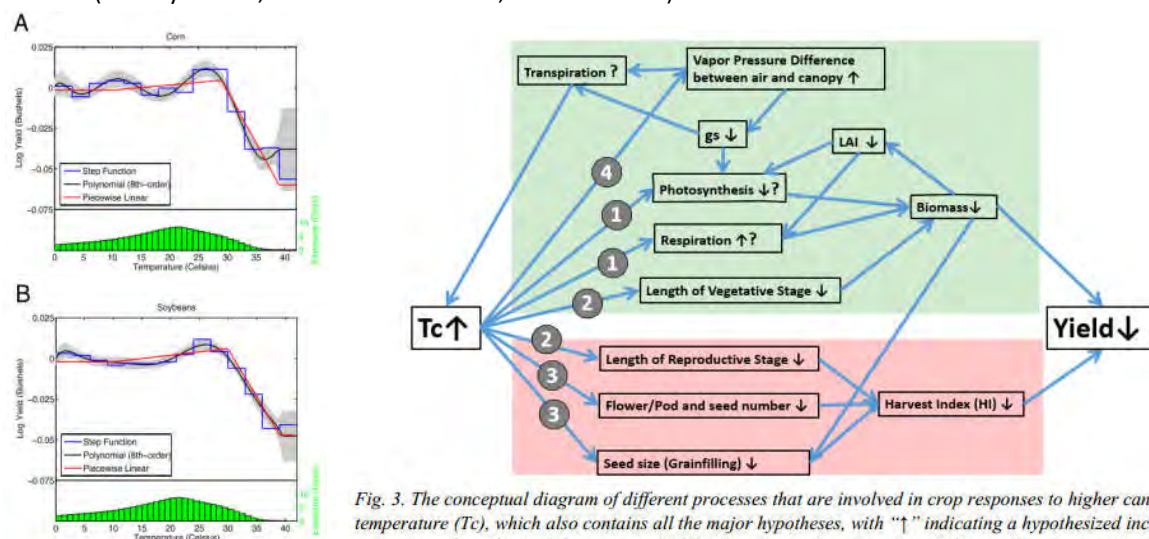 A
Corn
0.025
0
−0.025
−0.05
−0.075
Log Yield (Bushels)
Step Function
Polynomial (8th−order)
Piecewise Linear
0 5 10 15 20 25 30 35 40
Temperature (Celsius)
B
Soybeans
0.025
0
−0.025
−0.05
−0.075
Log Yield (Bushels)
Step Function
Polynomial (8th−order)
Piecewise Linear
0 5 10 15 20 25 30 35 40
Temperature (Celsius)
Transpiration ?
Vapor Pressure Difference
between air and canopy ↑
gs ↓
LAI ↓
4
Photosynthesis ↓?
1
Biomass↓
Respiration ↑?
1
Length of Vegetative Stage ↓
2
Tc↑
Yield↓
2
Length of Reproductive Stage ↓
3
Flower/Pod and seed number ↓
Harvest Index (HI) ↓
3
Seed size (Grainfilling) ↓
Fig. 3. The conceptual diagram of different processes that are involved in crop responses to higher can
temperature (Tc), which also contains all the major hypotheses, with “↑” indicating a hypothesized inc